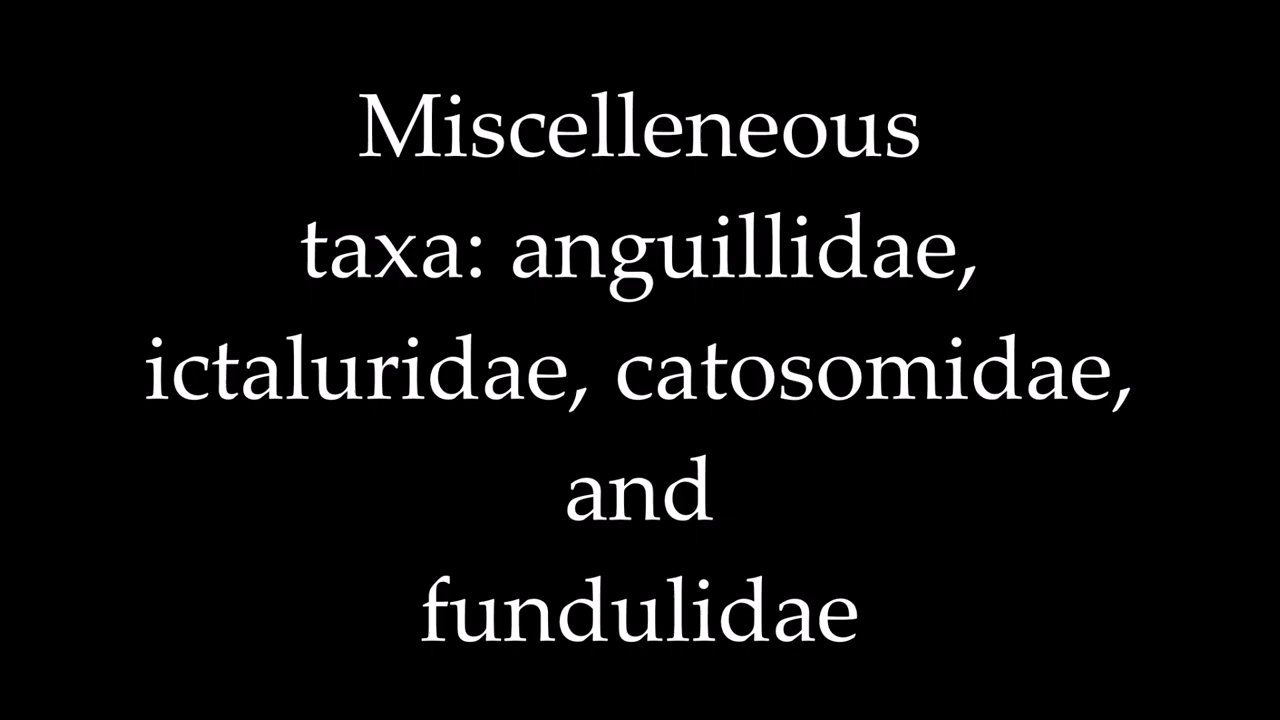 Miscelleneous
taxa: anguillidae,
ictaluridae, catosomidae,
and
fundulidae